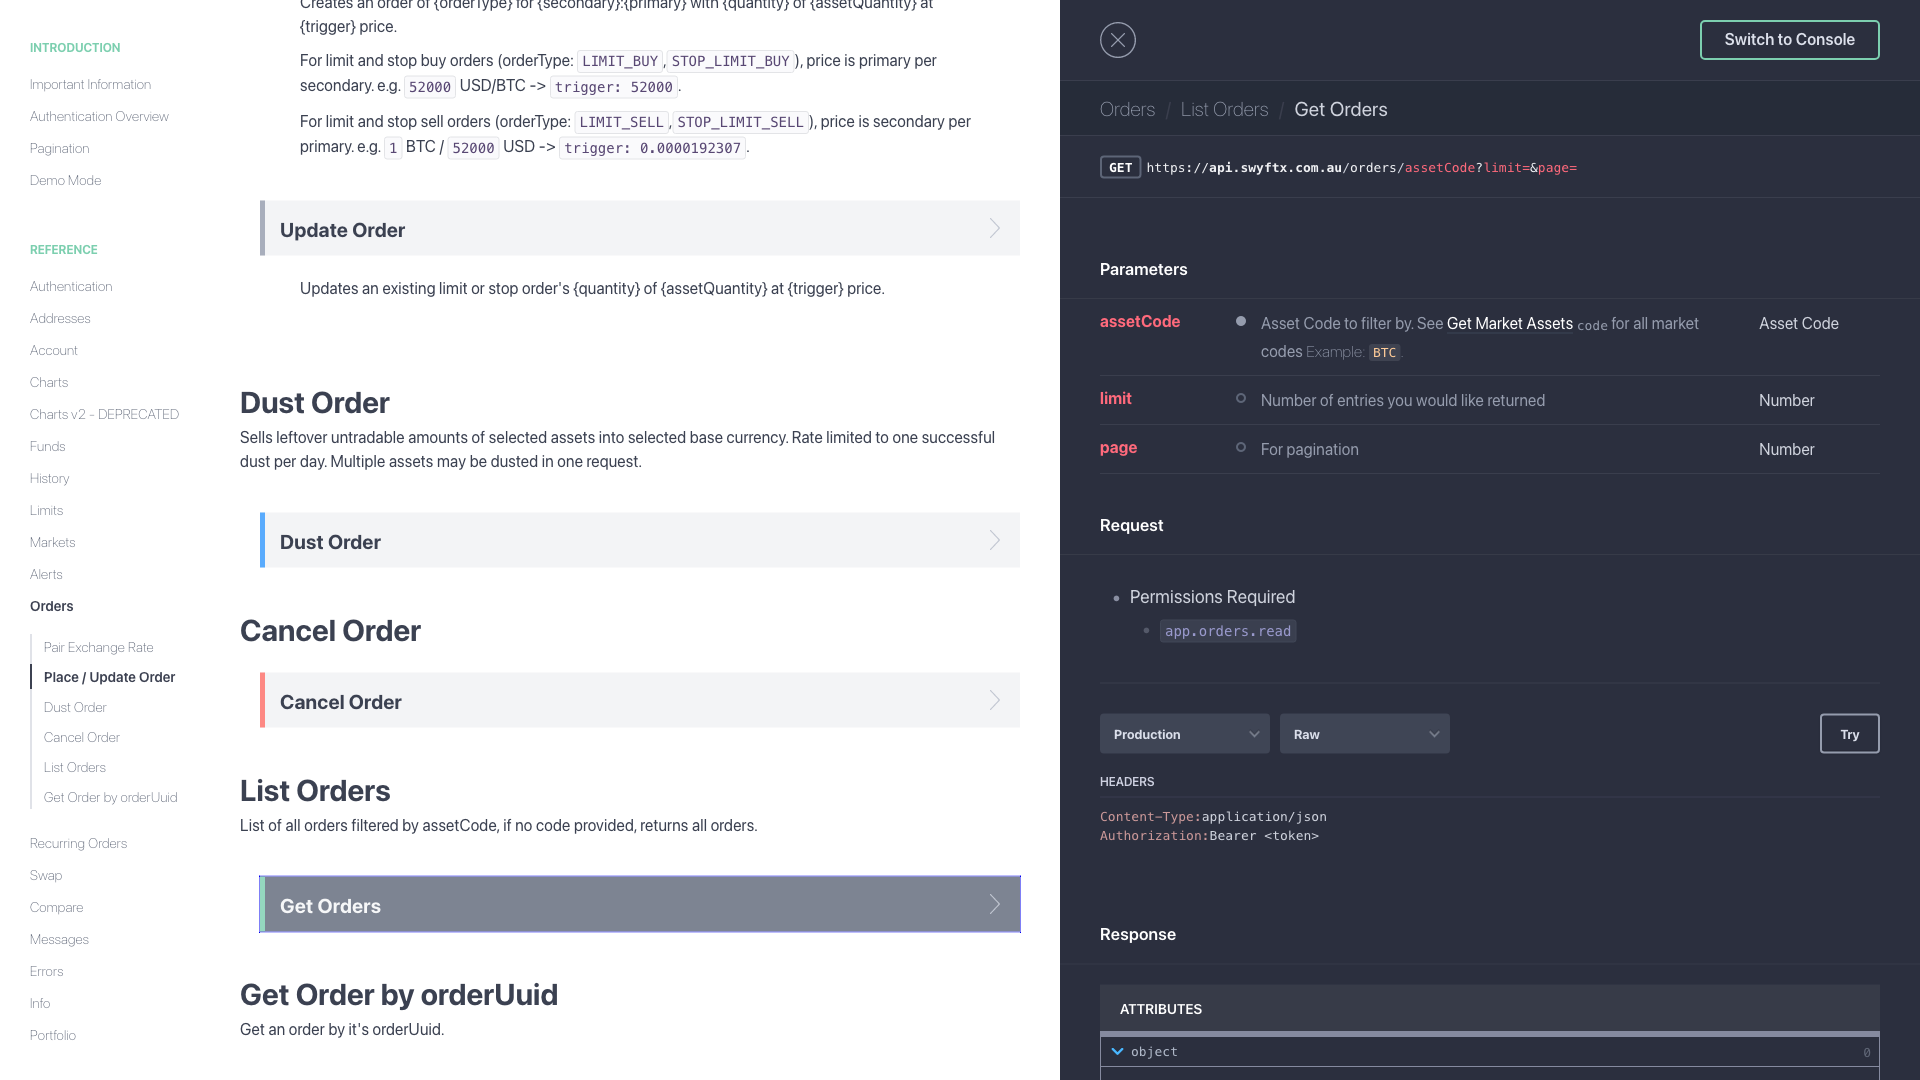 INTRODUCTION
Important Information
Authentication Overview
Pagination
Demo Mode
REFERENCE
Authentication
Addresses
Account
Charts
Charts v2 - DEPRECATED
Funds
History
Limits
Markets
Alerts
Orders
Pair Exchange Rate
Place / Update Order
Dust Order
Cancel Order
List Orders
Get Order by orderUuid
Recurring Orders
Swap
Compare
Messages
Errors
Info
Portfolio
Creates an order of {orderType} for {secondary}:{primary} with {quantity} of {assetQuantity} at
{trigger} price.
For limit and stop buy orders (orderType: LIMIT_BUY, STOP_LIMIT_BUY), price is primary per
secondary. e.g. 52000 USD/BTC -> trigger: 52000.
For limit and stop sell orders (orderType: LIMIT_SELL, STOP_LIMIT_SELL), price is secondary per
primary. e.g. 1 BTC / 52000 USD -> trigger: 0.0000192307.
Update Order
Updates an existing limit or stop order's {quantity} of {assetQuantity} at {trigger} price.
Dust Order
Sells leftover untradable amounts of selected assets into selected base currency. Rate limited to one successful
dust per day. Multiple assets may be dusted in one request.
Dust Order
Cancel Order
Cancel Order
List Orders
List of all orders filtered by assetCode, if no code provided, returns all orders.
Get Orders
Get Order by orderUuid
Get an order by it's orderUuid.
Switch to Console
Orders / List Orders / Get Orders
GET https://api.swyftx.com.au/orders/assetCode?limit=&page=
Parameters
assetCode Asset Code to filter by. See Get Market Assets code for all market Asset Code
codes Example: BTC.
limit Number of entries you would like returned Number
page For pagination Number
Request
Permissions Required
app.orders.read
Production Raw Try
HEADERS
Content-Type:application/json
Authorization:Bearer <token>
Response
ATTRIBUTES
object 0